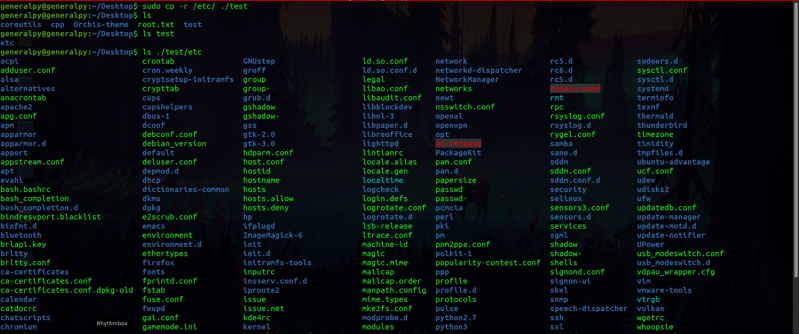 generalpy@generalpy:~/Desktop$ sudo cp -r /etc/ ./test
generalpy@generalpy:~/Desktop$ ls
coreutils cpp Orchis-theme root.txt test
generalpy@generalpy:~/Desktop$ ls test
etc
generalpy@generalpy:~/Desktop$ ls ./test/etc
acpi crontab GNUstep ld.so.conf network rc5.d sudoers.d
adduser.conf cron.weekly groff ld.so.conf.d networkd-dispatcher rc6.d sysctl.conf
alsa cryptsetup-initramfs group legal NetworkManager rc5.d sysctl.d
alternatives crypttab group- libao.conf networks resolv.conf systemd
anacrontab cups grub.d libaudit.conf newt rmt terminfo
apache2 cupshelpers gshadow libblockdev nsswitch.conf rpc texmf
apg.conf dbus-1 gshadow- libnl-3 openal rsyslog.conf thermald
apm dconf gss libpaper.d openvpn rsyslog.d thunderbird
apparmor debconf.conf gtk-2.0 libreoffice opt rygel.conf timezone
apparmor.d debian_version gtk-3.0 lighttpd os-release samba timidity
apport default hdparm.conf lintianrc PackageKit sane.d tmpfiles.d
appstream.conf deluser.conf host.conf locale.alias pam.conf sddm ubuntu-advantage
apt depmod.d hostid locale.gen pam.d sddm.conf ucf.conf
avahi dhcp hostname localtime papersize sddm.conf.d udev
bash.bashrc dictionaries-common hosts logcheck passwd security udisks2
bash_completion dkms hosts.allow login.defs passwd- selinux ufw
bash_completion.d dpkg hosts.deny logrotate.conf pcmcia sensors3.conf updatedb.conf
bindresvport.blacklist e2scrub.conf hp logrotate.d perl sensors.d update-manager
binfmt.d emacs ifplugd lsb-release pki services update-motd.d
bluetooth environment ImageMagick-6 ltrace.conf pm sgml update-notifier
brlapi.key environment.d init machine-id pnm2ppa.conf shadow UPower
brltty ethertypes init.d magic polkit-1 shadow- usb_modeswitch.conf
brltty.conf firefox initramfs-tools magic.mime popularity-contest.conf shells usb_modeswitch.d
ca-certificates fonts inputrc mailcap ppp signond.conf vdpau_wrapper.cfg
ca-certificates.conf fprintd.conf insserv.conf.d mailcap.order profile signon-ui vim
ca-certificates.conf.dpkg-old fstab iproute2 manpath.config profile.d skel vmware-tools
calendar fuse.conf issue mime.types protocols snmp vtrgb
catdocrc fwupd issue.net mke2fs.conf pulse speech-dispatcher vulkan
chatscripts gai.conf kde4rc modprobe.d python2.7 ssh wgetrc
chromium gamemode.ini kernel modules python3 ssl whoopsie
Rhythmbox